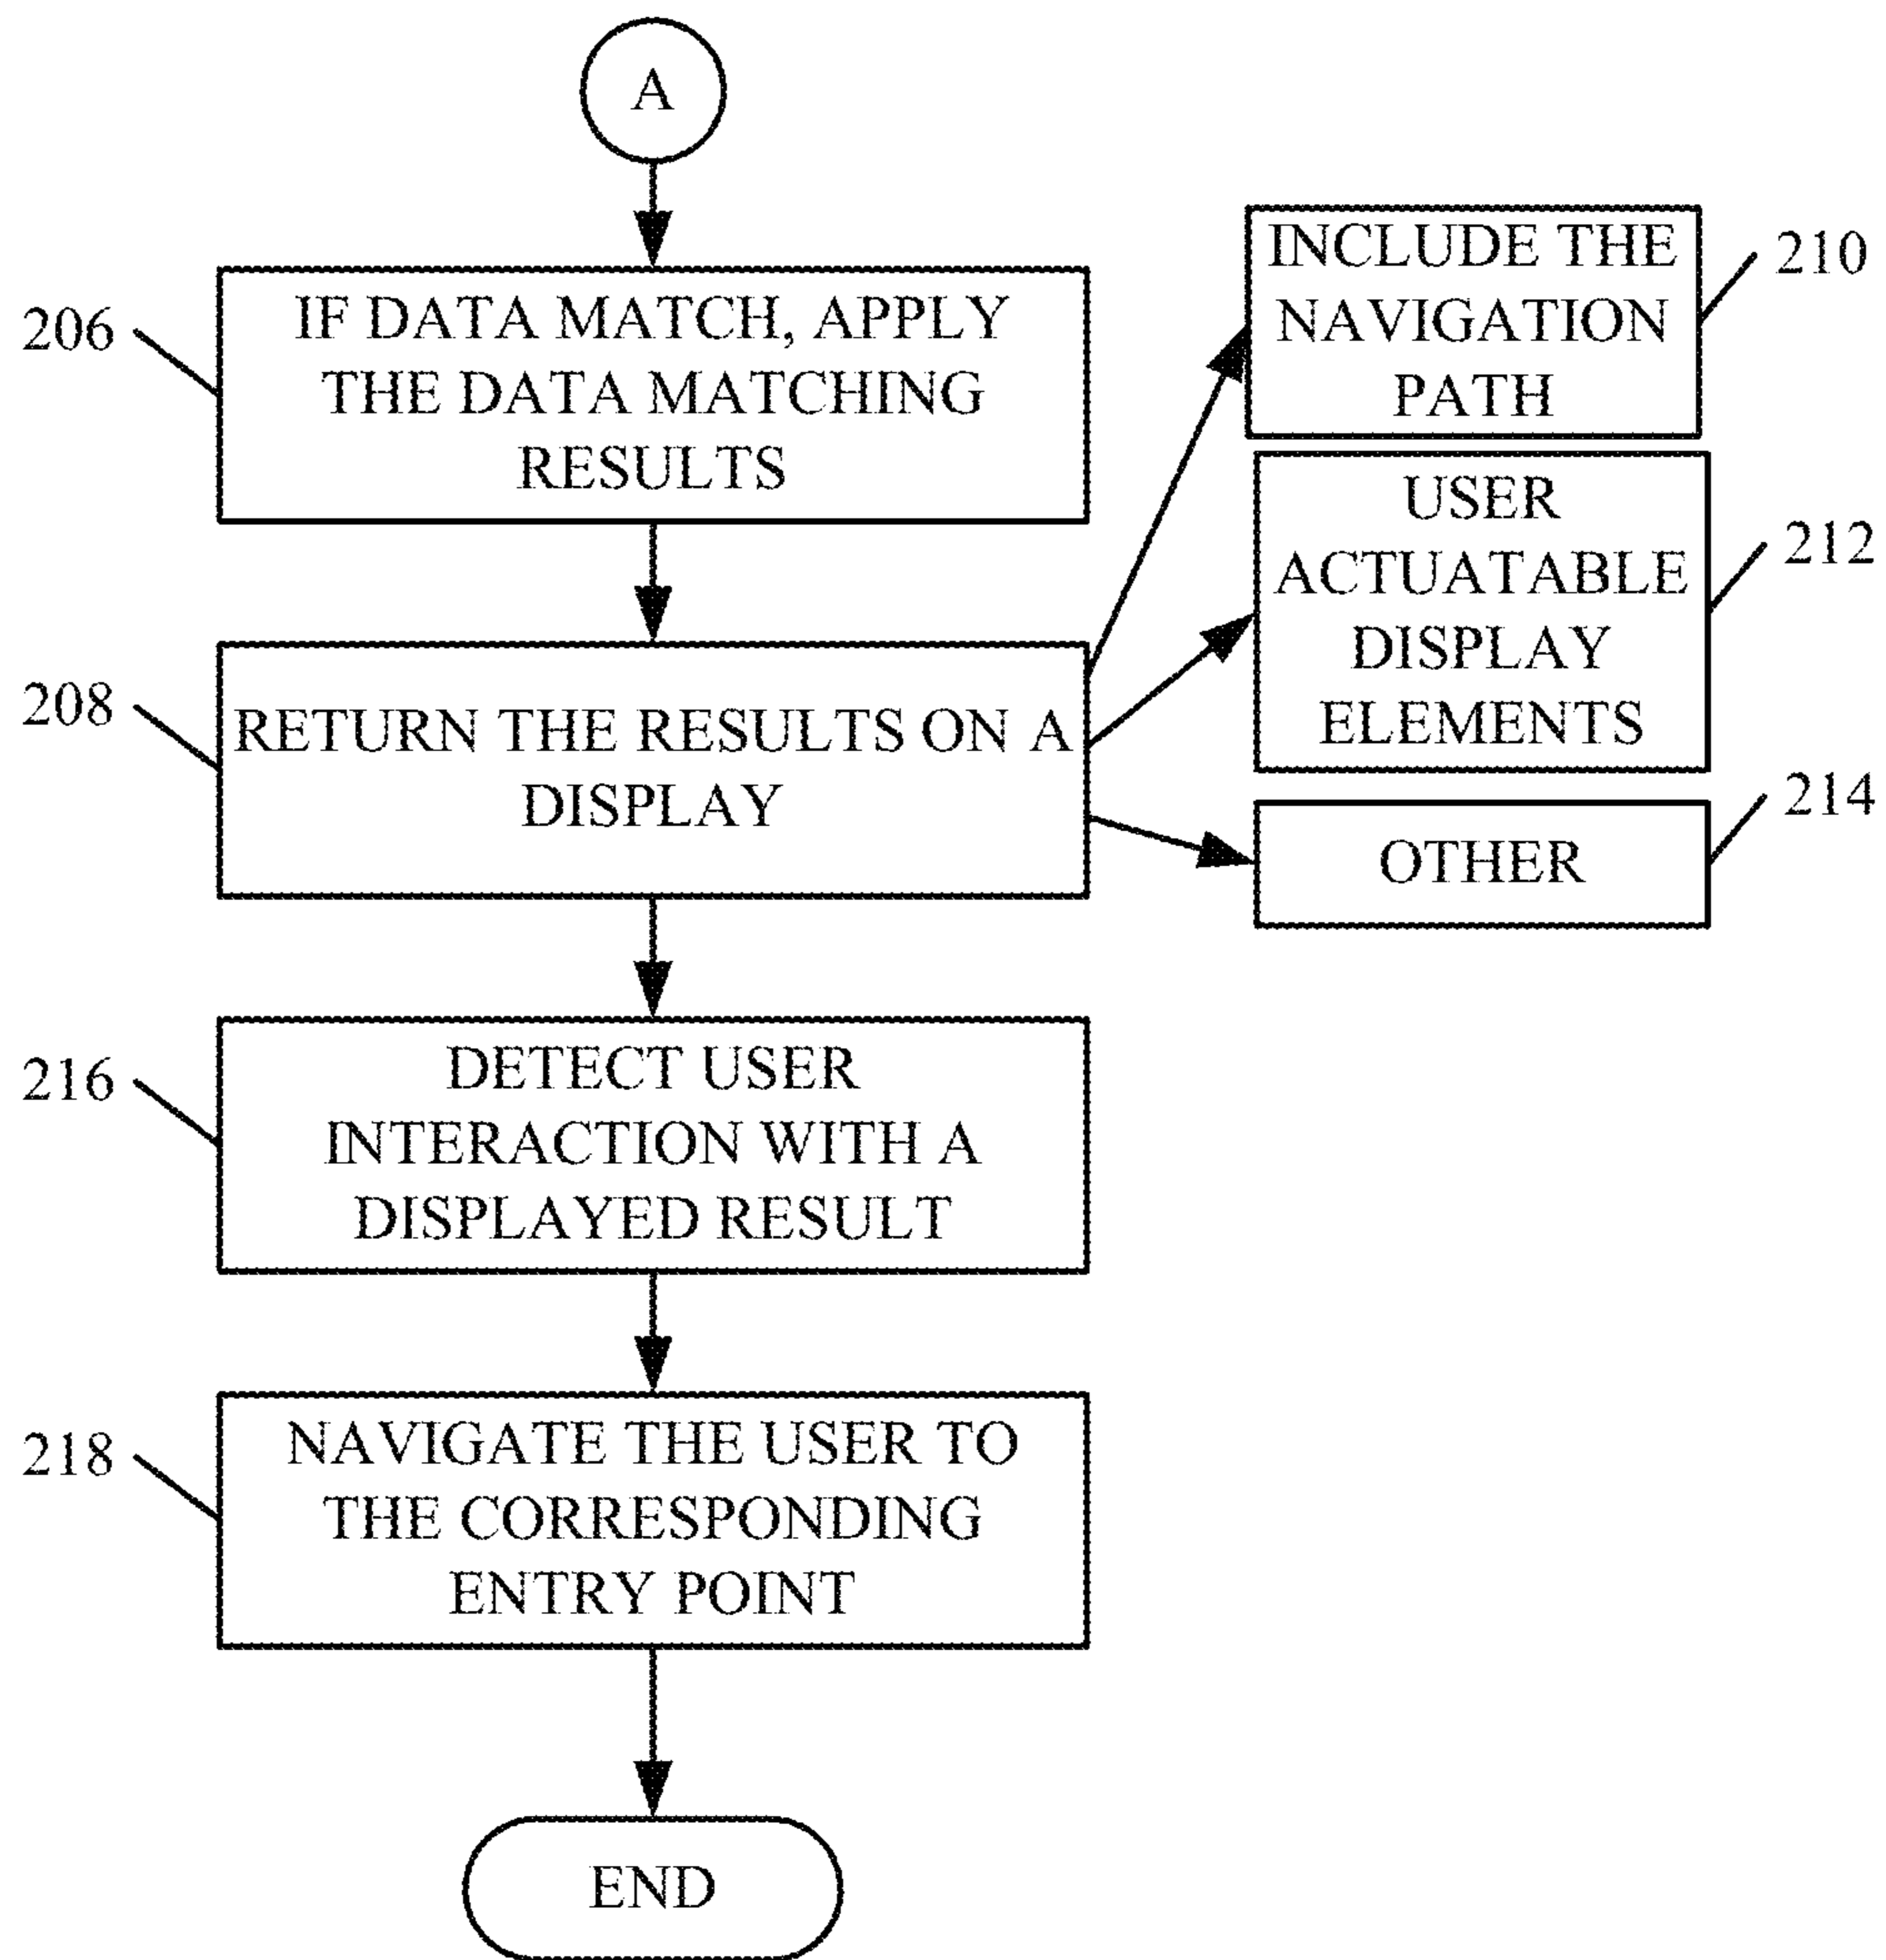 A
206
IF DATA MATCH, APPLY
THE DATA MATCHING
RESULTS
INCLUDE THE
NAVIGATION
PATH
210
USER
ACTUATABLE
DISPLAY
ELEMENTS
212
208
RETURN THE RESULTS ON A
DISPLAY
OTHER
214
216
DETECT USER
INTERACTION WITH A
DISPLAYED RESULT
218
NAVIGATE THE USER TO
THE CORRESPONDING
ENTRY POINT
END